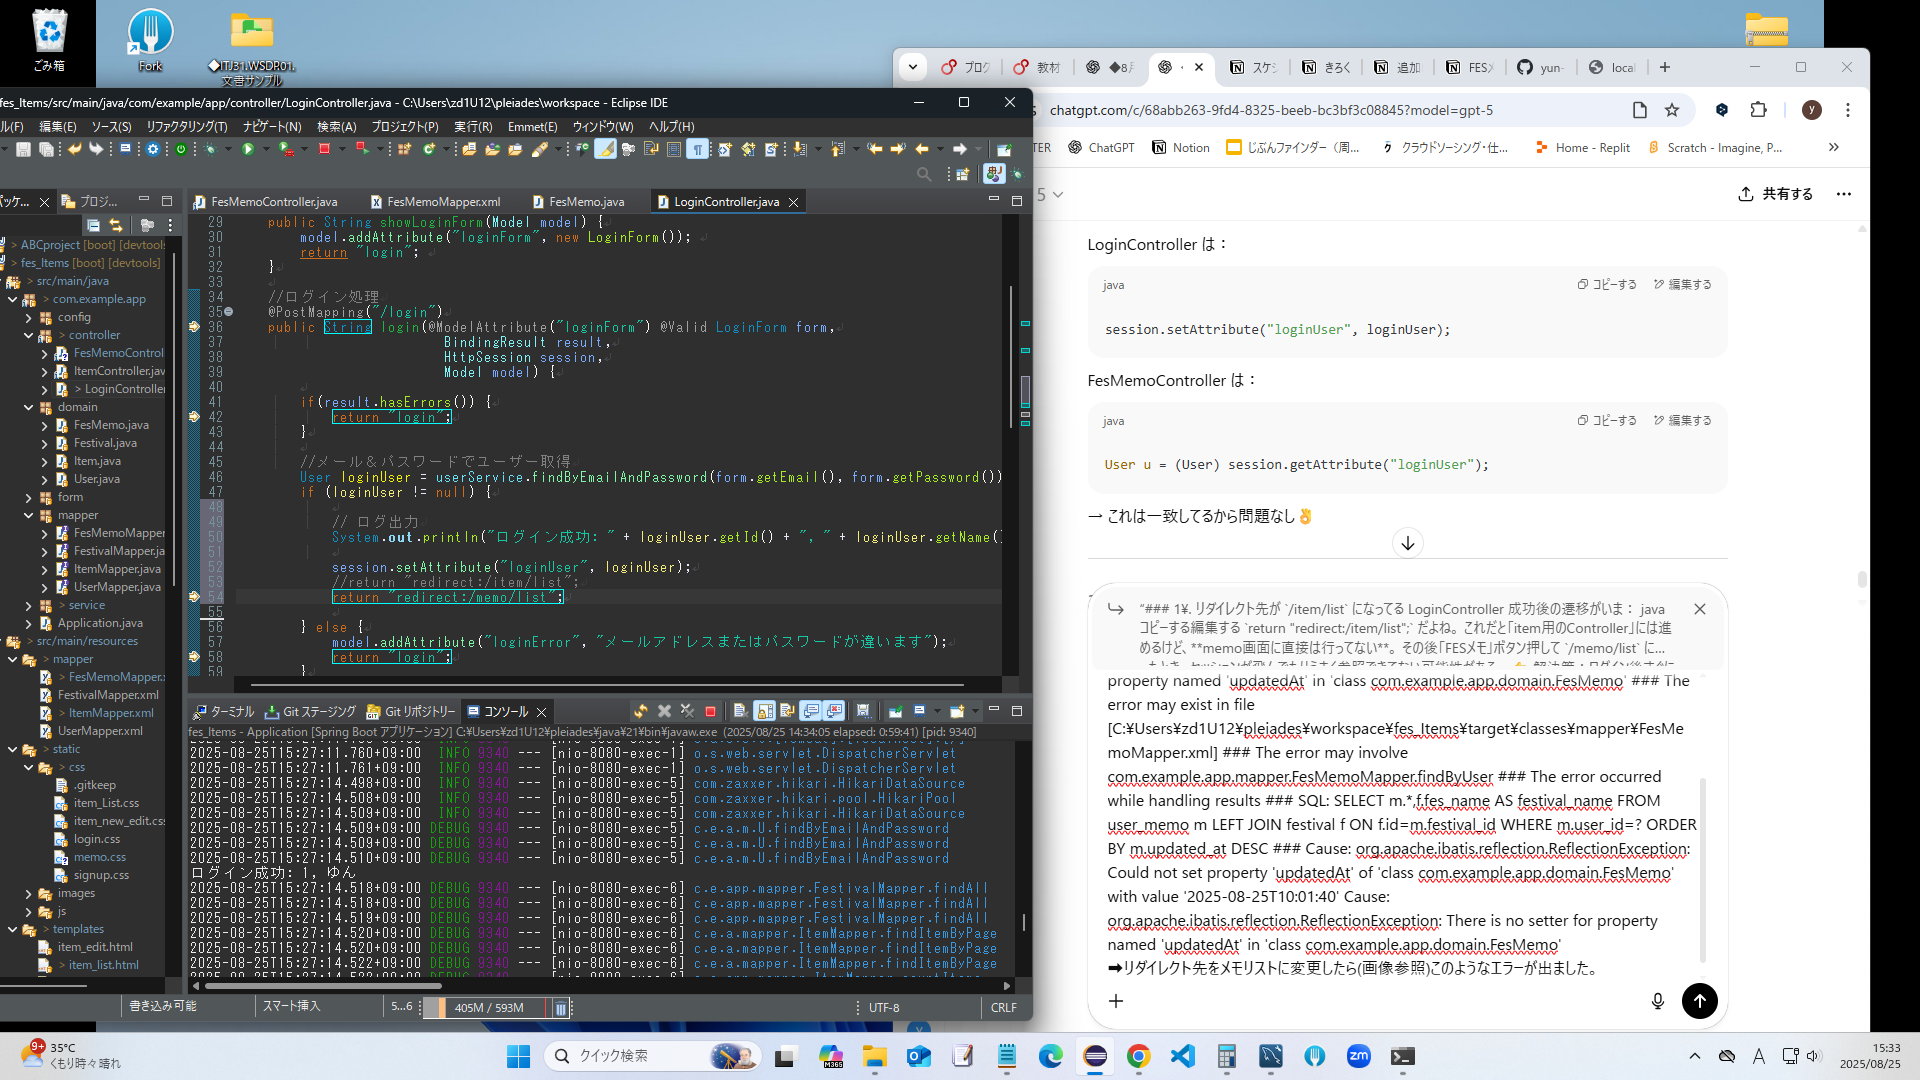 ごみ箱
Fork
◆ITJ31.WSDP.01.
文書サンプル
fes_Items/src/main/java/com/example/app/controller/LoginController.java - C:\Users\zd1U12\pleiades\workspace - Eclipse IDE
ル(F) 編集(E) ソース(S) リファクタリング(T) ナビゲート(N) 検索(A) プロジェクト(P) 実行(R) Emmet(E) ウィンドウ(W) ヘルプ(H)
パッケ... プロジ...
FesMemoController.java FesMemoMapper.xml FesMemo.java LoginController.java
> ABCproject [boot] [devtools
> fes_Items [boot] [devtools]
> src/main/java
> com.example.app
config
> controller
FesMemoControl
ItemController.jav
> LoginController
domain
FesMemo.java
Festival.java
Item.java
User.java
form
mapper
FesMemoMapper
FestivalMapper.ja
ItemMapper.java
UserMapper.java
> service
Application.java
> src/main/resources
> mapper
> FesMemoMapper.x
FestivalMapper.xml
> ItemMapper.xml
UserMapper.xml
> static
> css
.gitkeep
item_List.css
item_new_edit.css
login.css
memo.css
signup.css
> images
> js
> templates
item_edit.html
> item_list.html
29 public String showLoginForm(Model model) {
30 model.addAttribute("loginForm", new LoginForm());
31 return "login";
32 }
33
34 //ログイン処理
35 @PostMapping("/login")
36 public String login(@ModelAttribute("loginForm") @Valid LoginForm form,
37 BindingResult result,
38 HttpSession session,
39 Model model) {
40
41 if(result.hasErrors()) {
42 return "login";
43 }
44
45 //メール＆パスワードでユーザー取得
46 User loginUser = userService.findByEmailAndPassword(form.getEmail(), form.getPassword())
47 if (loginUser != null) {
48
49 // ログ出力
50 System.out.println("ログイン成功: " + loginUser.getId() + ", " + loginUser.getName()
51
52 session.setAttribute("loginUser", loginUser);
53 //return "redirect:/item/list";
54 return "redirect:/memo/list";
55
56 } else {
57 model.addAttribute("loginError", "メールアドレスまたはパスワードが違います");
58 return "login";
59 }
ターミナル Git ステージング Git リポジトリー コンソール
fes_Items - Application [Spring Boot アプリケーション] C:¥Users¥zd1U12¥pleiades¥java¥21¥bin¥javaw.exe (2025/08/25 14:34:05 elapsed: 0:59:41) [pid: 9340]
2025-08-25T15:27:11.760+09:00 INFO 9340 --- [nio-8080-exec-1] o.s.web.servlet.DispatcherServlet
2025-08-25T15:27:11.761+09:00 INFO 9340 --- [nio-8080-exec-1] o.s.web.servlet.DispatcherServlet
2025-08-25T15:27:14.498+09:00 INFO 9340 --- [nio-8080-exec-5] com.zaxxer.hikari.HikariDataSource
2025-08-25T15:27:14.508+09:00 INFO 9340 --- [nio-8080-exec-5] com.zaxxer.hikari.pool.HikariPool
2025-08-25T15:27:14.509+09:00 INFO 9340 --- [nio-8080-exec-5] com.zaxxer.hikari.HikariDataSource
2025-08-25T15:27:14.509+09:00 DEBUG 9340 --- [nio-8080-exec-5] c.e.a.m.U.findByEmailAndPassword
2025-08-25T15:27:14.509+09:00 DEBUG 9340 --- [nio-8080-exec-5] c.e.a.m.U.findByEmailAndPassword
2025-08-25T15:27:14.510+09:00 DEBUG 9340 --- [nio-8080-exec-5] c.e.a.m.U.findByEmailAndPassword
ログイン成功: 1, ゆん
2025-08-25T15:27:14.518+09:00 DEBUG 9340 --- [nio-8080-exec-6] c.e.app.mapper.FestivalMapper.findAll
2025-08-25T15:27:14.518+09:00 DEBUG 9340 --- [nio-8080-exec-6] c.e.app.mapper.FestivalMapper.findAll
2025-08-25T15:27:14.519+09:00 DEBUG 9340 --- [nio-8080-exec-6] c.e.app.mapper.FestivalMapper.findAll
2025-08-25T15:27:14.520+09:00 DEBUG 9340 --- [nio-8080-exec-6] c.e.a.mapper.ItemMapper.findItemByPage
2025-08-25T15:27:14.520+09:00 DEBUG 9340 --- [nio-8080-exec-6] c.e.a.mapper.ItemMapper.findItemByPage
2025-08-25T15:27:14.522+09:00 DEBUG 9340 --- [nio-8080-exec-6] c.e.a.mapper.ItemMapper.findItemByPage
書き込み可能 スマート挿入 5...6 405M / 593M UTF-8 CRLF
ブログ 教材 ◆8月 スケジ きろく 追加 FESメ yun- local
chatgpt.com/c/68abb263-9fd4-8325-beeb-bc3bf3c08845?model=gpt-5
TER ChatGPT Notion じぶんファインダー（周... クラウドソーシング・仕... Home - Replit Scratch - Imagine, P...
5 共有する
LoginController は：
java コピーする 編集する
session.setAttribute("loginUser", loginUser);
FesMemoController は：
java コピーする 編集する
User u = (User) session.getAttribute("loginUser");
→ これは一致してるから問題なし👌
"### 1¥. リダイレクト先が `/item/list` になってる LoginController 成功後の遷移がいま： java
コピーする編集する `return "redirect:/item/list";` だよね。これだと「item用のController」には進
めるけど、**memo画面に直接は行ってない**。その後「FESメモ」ボタン押して `/memo/list` に...
property named 'updatedAt' in 'class com.example.app.domain.FesMemo' ### The
error may exist in file
[C:¥Users¥zd1U12¥pleiades¥workspace¥fes_Items¥target¥classes¥mapper¥FesMe
moMapper.xml] ### The error may involve
com.example.app.mapper.FesMemoMapper.findByUser ### The error occurred
while handling results ### SQL: SELECT m.*,f.fes_name AS festival_name FROM
user_memo m LEFT JOIN festival f ON f.id=m.festival_id WHERE m.user_id=? ORDER
BY m.updated_at DESC ### Cause: org.apache.ibatis.reflection.ReflectionException:
Could not set property 'updatedAt' of 'class com.example.app.domain.FesMemo'
with value '2025-08-25T10:01:40' Cause:
org.apache.ibatis.reflection.ReflectionException: There is no setter for property
named 'updatedAt' in 'class com.example.app.domain.FesMemo'
➡リダイレクト先をメモリストに変更したら(画像参照)このようなエラーが出ました。
35°C
くもり時々晴れ
クイック検索
15:33
2025/08/25